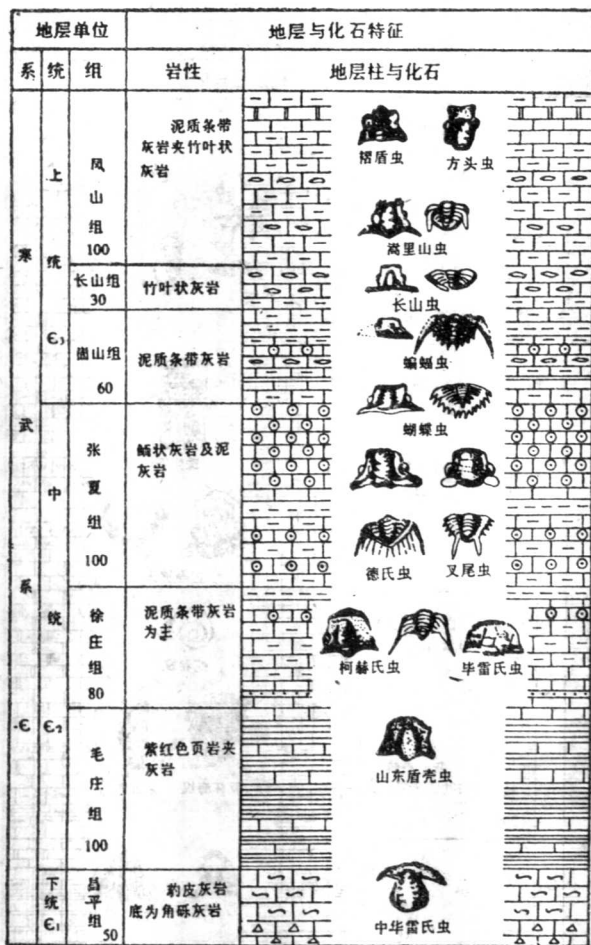 地层单位
地层与化石特征
系
统
组
岩性
地层柱与化石
寒武系
-Є
上统
Є₃
凤山组
100
泥质条带
灰岩夹竹叶状
灰岩
褶盾虫
方头虫
嵩里山虫
长山组
30
竹叶状灰岩
长山虫
崮山组
60
泥质条带灰岩
蝙蝠虫
中统
Є₂
张夏组
100
鲕状灰岩及泥
灰岩
蝴蝶虫
德氏虫
叉尾虫
徐庄组
80
泥质条带灰岩
为主
柯赫氏虫
毕雷氏虫
毛庄组
100
紫红色页岩夹
灰岩
山东盾壳虫
下统
Є₁
昌平组
50
豹皮灰岩
底为角砾灰岩
中华雷氏虫